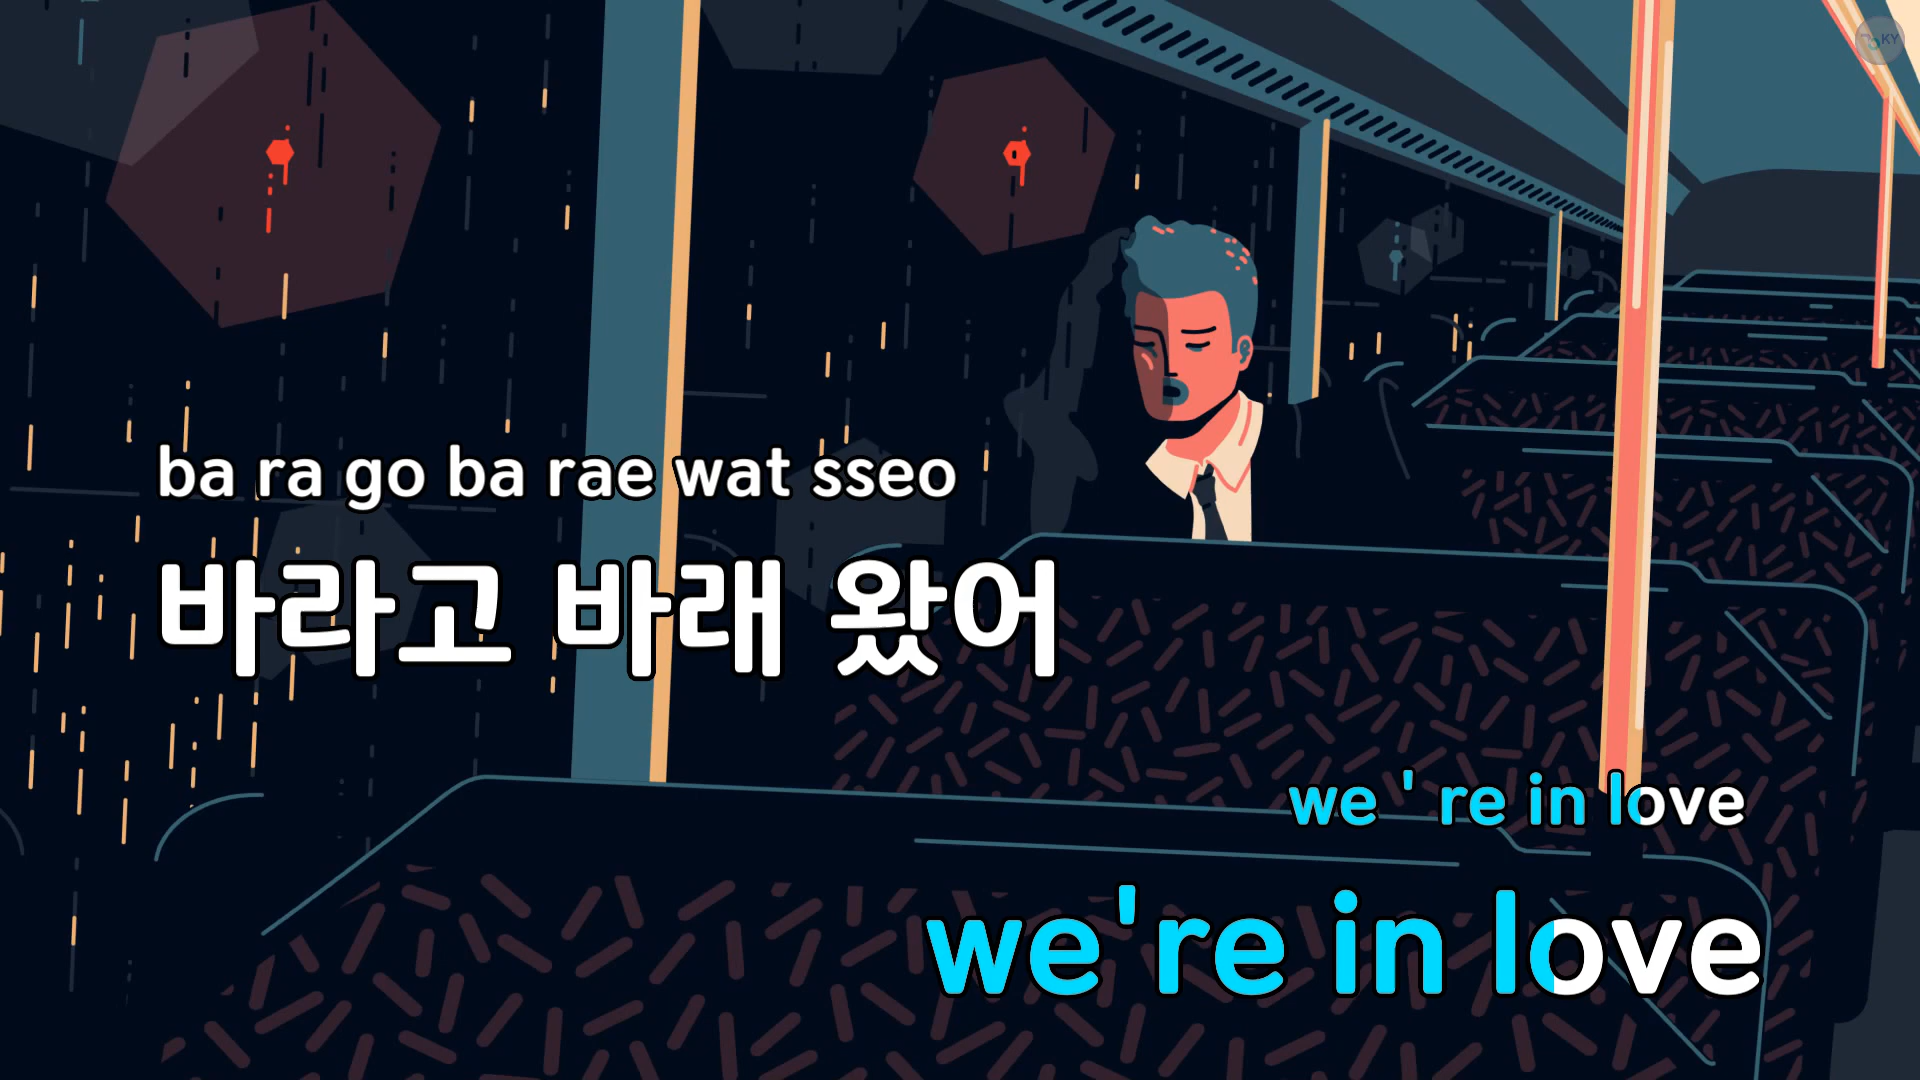 KY
ba ra go ba rae wat sseo
바라고 바래 왔어
we ' re in love
we're in love